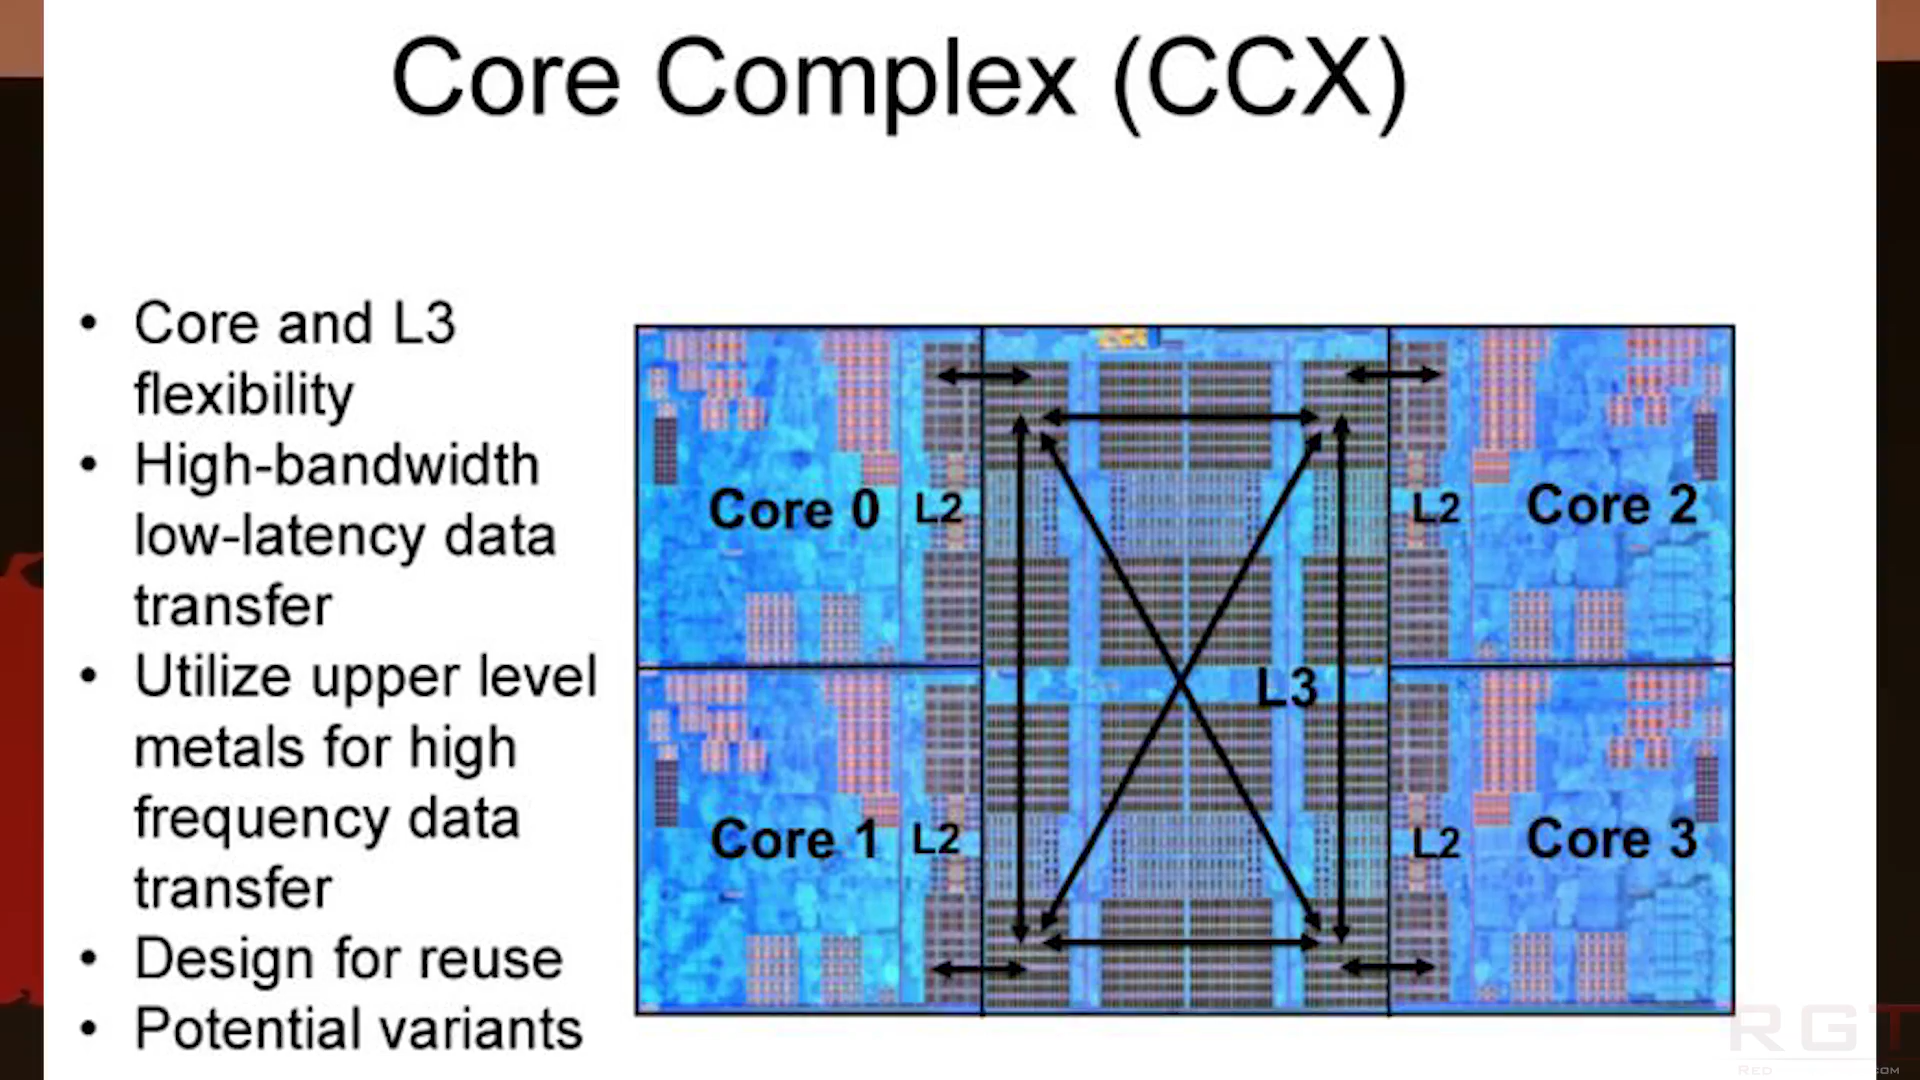 Core Complex (CCX)
• Core and L3
flexibility
• High-bandwidth
low-latency data
transfer
• Utilize upper level
metals for high
frequency data
transfer
• Design for reuse
• Potential variants
Core 0 L2
L2 Core 2
L3
Core 1 L2
L2 Core 3
RGT